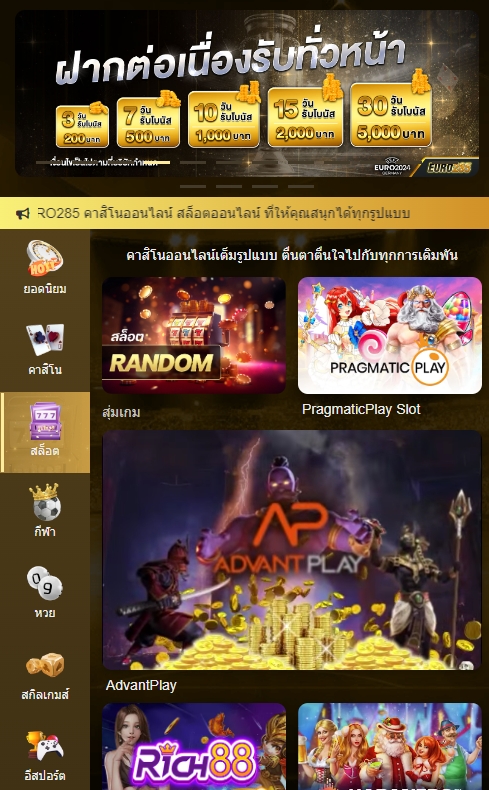 ฝากต่อเนื่องรับทั่วหน้า
3 วัน รับโบนัส 200 บาท
7 วัน รับโบนัส 500 บาท
10 วัน รับโบนัส 1,000 บาท
15 วัน รับโบนัส 2,000 บาท
30 วัน รับโบนัส 5,000 บาท
เงื่อนไขเป็นไปตามที่บริษัทกำหนด
EURO2024
GERMANY
EURO285
RO285 คาสิโนออนไลน์ สล็อตออนไลน์ ที่ให้คุณสนุกได้ทุกรูปแบบ
คาสิโนออนไลน์เต็มรูปแบบ ตื่นตาตื่นใจไปกับทุกการเดิมพัน
HOT
ยอดนิยม
คาสิโน
777
สล็อต
กีฬา
09
หวย
สกิลเกมส์
อีสปอร์ต
สล็อต
RANDOM
สุ่มเกม
PRAGMATIC PLAY
PragmaticPlay Slot
AP
ADVANT PLAY
AdvantPlay
RICH88